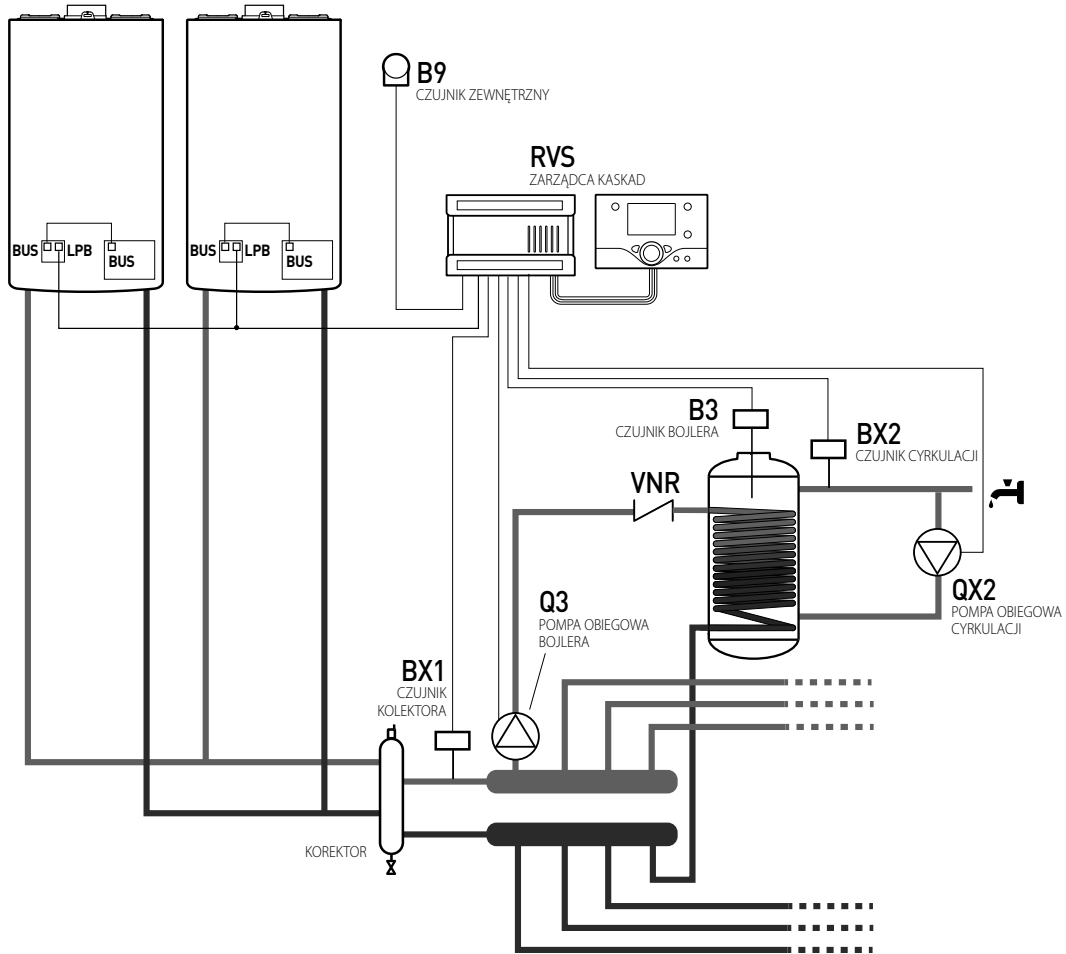 B9
CZUJNIK ZEWNĘTRZNY
RVS
ZARZĄDCA KASKAD
BUS LPB
BUS
BUS LPB
BUS
B3
CZUJNIK BOJLERA
BX2
CZUJNIK CYRKULACJI
VNR
Q3
POMPA OBIEGOWA
BOJLERA
QX2
POMPA OBIEGOWA
CYRKULACJI
BX1
CZUJNIK
KOLEKTORA
KOREKTOR